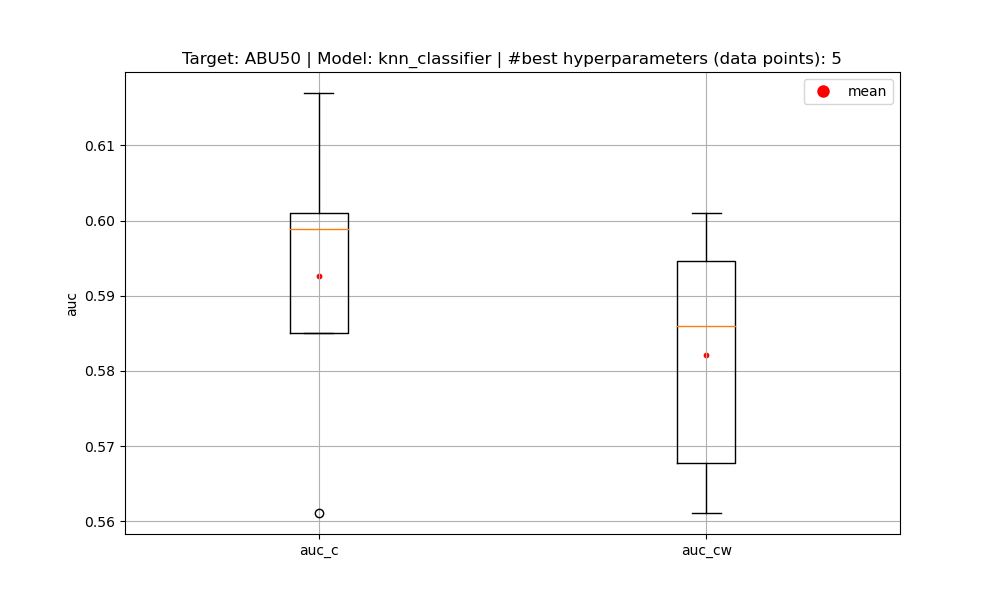 Target: ABU50 | Model: knn_classifier | #best hyperparameters (data points): 5
mean
0.61
0.60
0.59
0.58
0.57
0.56
auc
auc_c
auc_cw